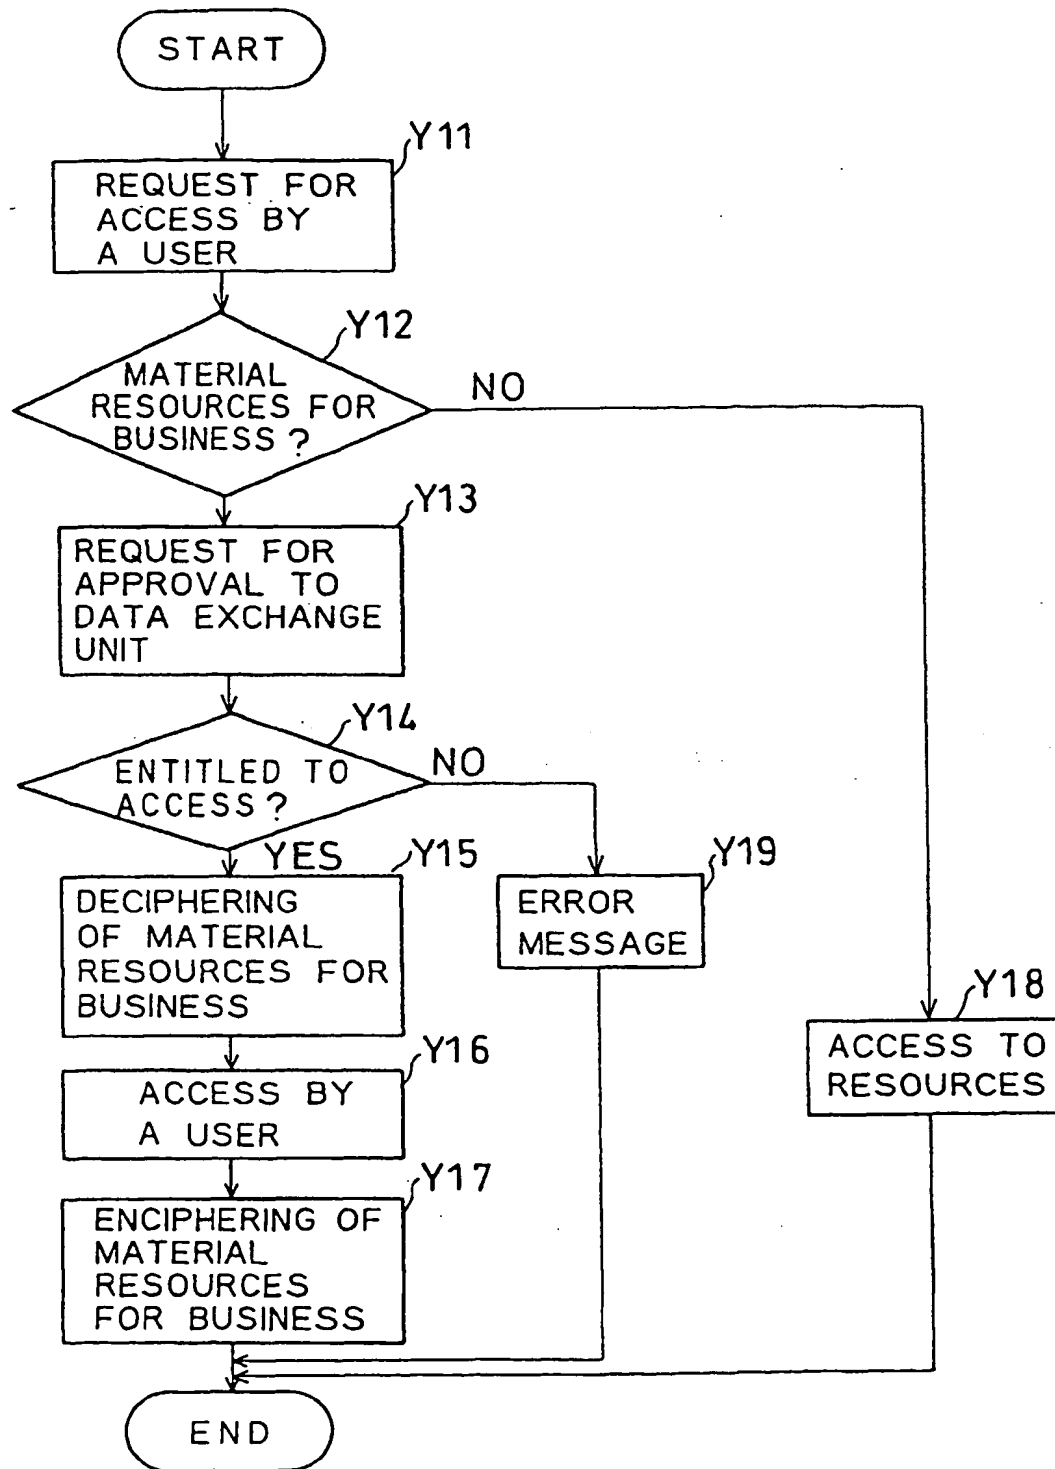 START
Y11
REQUEST FOR
ACCESS BY
A USER
Y12
MATERIAL
RESOURCES FOR
BUSINESS?
NO
Y13
REQUEST FOR
APPROVAL TO
DATA EXCHANGE
UNIT
Y14
ENTITLED TO
ACCESS?
NO
YES
Y15
DECIPHERING
OF MATERIAL
RESOURCES FOR
BUSINESS
Y19
ERROR
MESSAGE
Y16
ACCESS BY
A USER
Y18
ACCESS TO
RESOURCES
Y17
ENCIPHERING OF
MATERIAL
RESOURCES
FOR BUSINESS
END